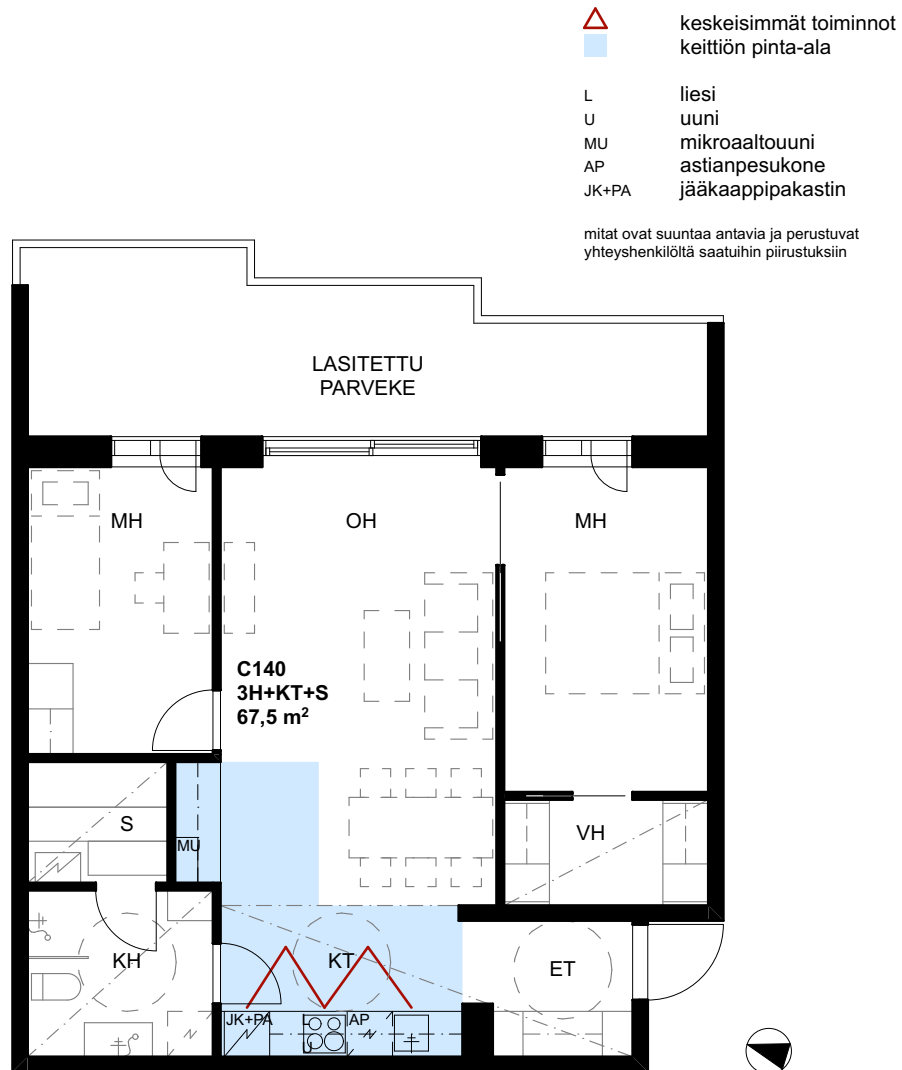 keskeisimmät toiminnot
keittiön pinta-ala
L liesi
U uuni
MU mikroaaltouuni
AP astianpesukone
JK+PA jääkaappipakastin
mitat ovat suuntaa antavia ja perustuvat
yhteyshenkilöltä saatuihin piirustuksiin
LASITETTU
PARVEKE
MH
OH
MH
C140
3H+KT+S
67,5 m²
S
MU
VH
KH
KT
ET
JK+PA
L
AP
U